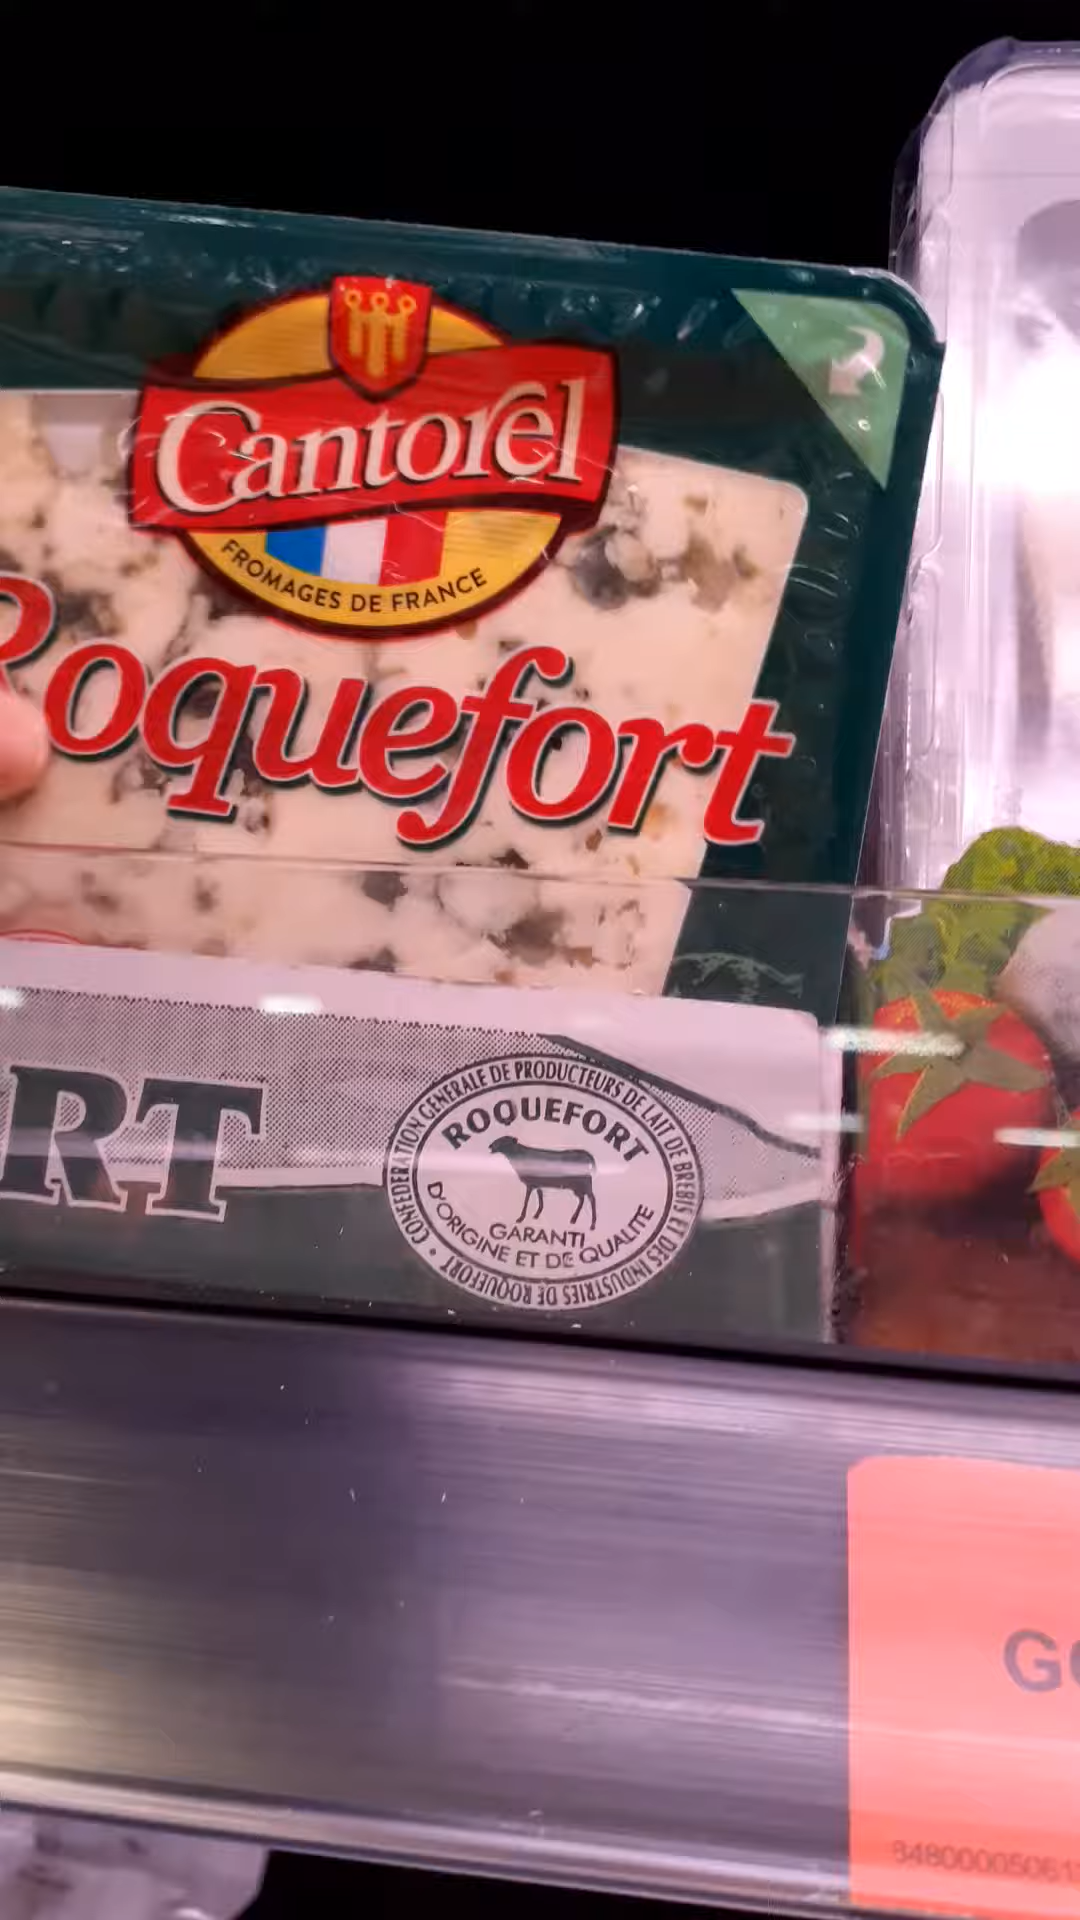 Cantorel
FROMAGES DE FRANCE
Roquefort
RT
CONFEDERATION GENERALE DE PRODUCTEURS DE LAIT DE BREBIS ET DES INDUSTRIELS DE ROQUEFORT •
ROQUEFORT
GARANTI
D'ORIGINE ET DE QUALITE